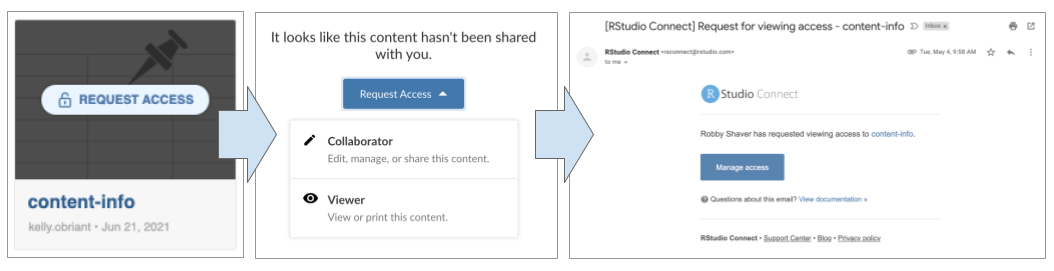 REQUEST ACCESS
content-info
kelly.obriant • Jun 21, 2021
It looks like this content hasn't been shared
with you.
Request Access
Collaborator
Edit, manage, or share this content.
Viewer
View or print this content.
[RStudio Connect] Request for viewing access - content-info Inbox x
RStudio Connect <rsconnect@rstudio.com> Tue, May 4, 9:58 AM
to me
R Studio Connect
Robby Shaver has requested viewing access to content-info.
Manage access
Questions about this email? View documentation »
RStudio Connect • Support Center • Blog • Privacy policy